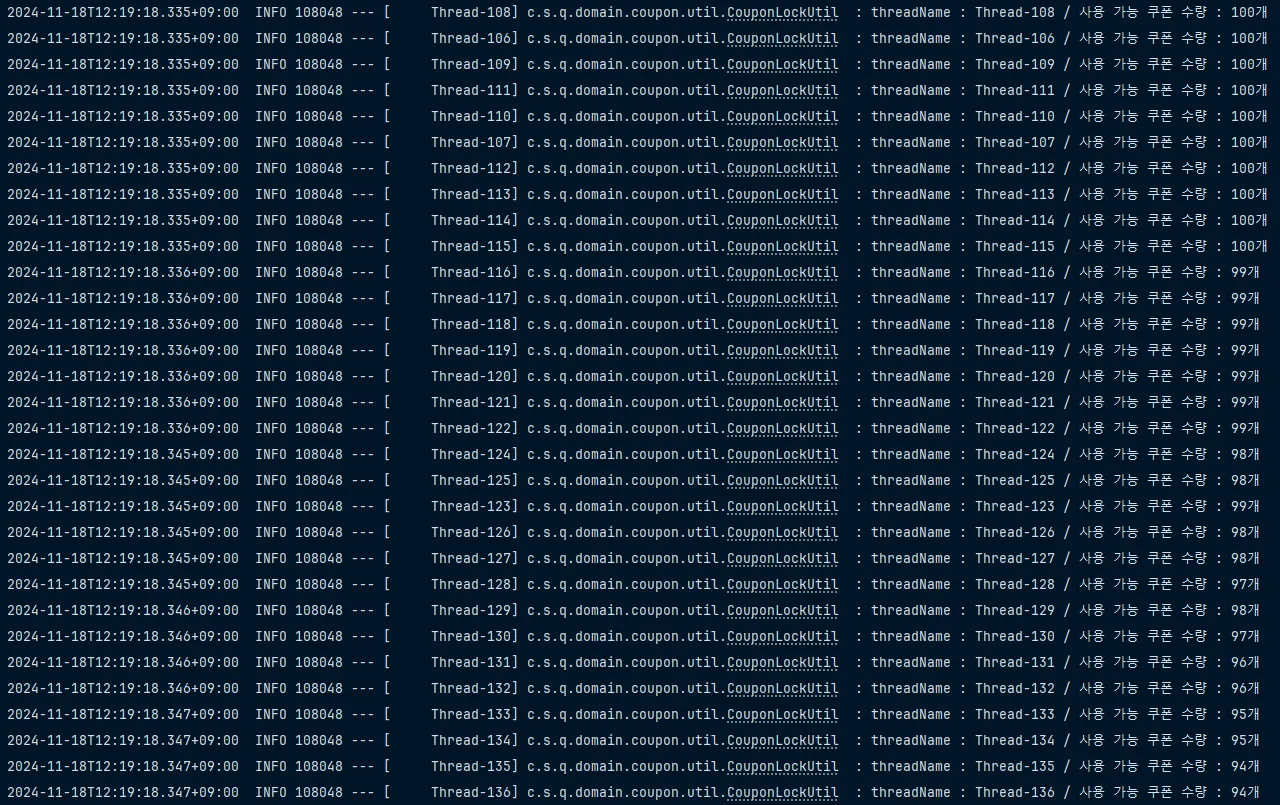 2024-11-18T12:19:18.335+09:00  INFO 108048 --- [     Thread-108] c.s.q.domain.coupon.util.CouponLockUtil  : threadName : Thread-108 / 사용 가능 쿠폰 수량 : 100개
2024-11-18T12:19:18.335+09:00  INFO 108048 --- [     Thread-106] c.s.q.domain.coupon.util.CouponLockUtil  : threadName : Thread-106 / 사용 가능 쿠폰 수량 : 100개
2024-11-18T12:19:18.335+09:00  INFO 108048 --- [     Thread-109] c.s.q.domain.coupon.util.CouponLockUtil  : threadName : Thread-109 / 사용 가능 쿠폰 수량 : 100개
2024-11-18T12:19:18.335+09:00  INFO 108048 --- [     Thread-111] c.s.q.domain.coupon.util.CouponLockUtil  : threadName : Thread-111 / 사용 가능 쿠폰 수량 : 100개
2024-11-18T12:19:18.335+09:00  INFO 108048 --- [     Thread-110] c.s.q.domain.coupon.util.CouponLockUtil  : threadName : Thread-110 / 사용 가능 쿠폰 수량 : 100개
2024-11-18T12:19:18.335+09:00  INFO 108048 --- [     Thread-107] c.s.q.domain.coupon.util.CouponLockUtil  : threadName : Thread-107 / 사용 가능 쿠폰 수량 : 100개
2024-11-18T12:19:18.335+09:00  INFO 108048 --- [     Thread-112] c.s.q.domain.coupon.util.CouponLockUtil  : threadName : Thread-112 / 사용 가능 쿠폰 수량 : 100개
2024-11-18T12:19:18.335+09:00  INFO 108048 --- [     Thread-113] c.s.q.domain.coupon.util.CouponLockUtil  : threadName : Thread-113 / 사용 가능 쿠폰 수량 : 100개
2024-11-18T12:19:18.335+09:00  INFO 108048 --- [     Thread-114] c.s.q.domain.coupon.util.CouponLockUtil  : threadName : Thread-114 / 사용 가능 쿠폰 수량 : 100개
2024-11-18T12:19:18.335+09:00  INFO 108048 --- [     Thread-115] c.s.q.domain.coupon.util.CouponLockUtil  : threadName : Thread-115 / 사용 가능 쿠폰 수량 : 100개
2024-11-18T12:19:18.336+09:00  INFO 108048 --- [     Thread-116] c.s.q.domain.coupon.util.CouponLockUtil  : threadName : Thread-116 / 사용 가능 쿠폰 수량 : 99개
2024-11-18T12:19:18.336+09:00  INFO 108048 --- [     Thread-117] c.s.q.domain.coupon.util.CouponLockUtil  : threadName : Thread-117 / 사용 가능 쿠폰 수량 : 99개
2024-11-18T12:19:18.336+09:00  INFO 108048 --- [     Thread-118] c.s.q.domain.coupon.util.CouponLockUtil  : threadName : Thread-118 / 사용 가능 쿠폰 수량 : 99개
2024-11-18T12:19:18.336+09:00  INFO 108048 --- [     Thread-119] c.s.q.domain.coupon.util.CouponLockUtil  : threadName : Thread-119 / 사용 가능 쿠폰 수량 : 99개
2024-11-18T12:19:18.336+09:00  INFO 108048 --- [     Thread-120] c.s.q.domain.coupon.util.CouponLockUtil  : threadName : Thread-120 / 사용 가능 쿠폰 수량 : 99개
2024-11-18T12:19:18.336+09:00  INFO 108048 --- [     Thread-121] c.s.q.domain.coupon.util.CouponLockUtil  : threadName : Thread-121 / 사용 가능 쿠폰 수량 : 99개
2024-11-18T12:19:18.336+09:00  INFO 108048 --- [     Thread-122] c.s.q.domain.coupon.util.CouponLockUtil  : threadName : Thread-122 / 사용 가능 쿠폰 수량 : 99개
2024-11-18T12:19:18.345+09:00  INFO 108048 --- [     Thread-124] c.s.q.domain.coupon.util.CouponLockUtil  : threadName : Thread-124 / 사용 가능 쿠폰 수량 : 98개
2024-11-18T12:19:18.345+09:00  INFO 108048 --- [     Thread-125] c.s.q.domain.coupon.util.CouponLockUtil  : threadName : Thread-125 / 사용 가능 쿠폰 수량 : 98개
2024-11-18T12:19:18.345+09:00  INFO 108048 --- [     Thread-123] c.s.q.domain.coupon.util.CouponLockUtil  : threadName : Thread-123 / 사용 가능 쿠폰 수량 : 99개
2024-11-18T12:19:18.345+09:00  INFO 108048 --- [     Thread-126] c.s.q.domain.coupon.util.CouponLockUtil  : threadName : Thread-126 / 사용 가능 쿠폰 수량 : 98개
2024-11-18T12:19:18.345+09:00  INFO 108048 --- [     Thread-127] c.s.q.domain.coupon.util.CouponLockUtil  : threadName : Thread-127 / 사용 가능 쿠폰 수량 : 98개
2024-11-18T12:19:18.345+09:00  INFO 108048 --- [     Thread-128] c.s.q.domain.coupon.util.CouponLockUtil  : threadName : Thread-128 / 사용 가능 쿠폰 수량 : 97개
2024-11-18T12:19:18.346+09:00  INFO 108048 --- [     Thread-129] c.s.q.domain.coupon.util.CouponLockUtil  : threadName : Thread-129 / 사용 가능 쿠폰 수량 : 98개
2024-11-18T12:19:18.346+09:00  INFO 108048 --- [     Thread-130] c.s.q.domain.coupon.util.CouponLockUtil  : threadName : Thread-130 / 사용 가능 쿠폰 수량 : 97개
2024-11-18T12:19:18.346+09:00  INFO 108048 --- [     Thread-131] c.s.q.domain.coupon.util.CouponLockUtil  : threadName : Thread-131 / 사용 가능 쿠폰 수량 : 96개
2024-11-18T12:19:18.346+09:00  INFO 108048 --- [     Thread-132] c.s.q.domain.coupon.util.CouponLockUtil  : threadName : Thread-132 / 사용 가능 쿠폰 수량 : 96개
2024-11-18T12:19:18.347+09:00  INFO 108048 --- [     Thread-133] c.s.q.domain.coupon.util.CouponLockUtil  : threadName : Thread-133 / 사용 가능 쿠폰 수량 : 95개
2024-11-18T12:19:18.347+09:00  INFO 108048 --- [     Thread-134] c.s.q.domain.coupon.util.CouponLockUtil  : threadName : Thread-134 / 사용 가능 쿠폰 수량 : 95개
2024-11-18T12:19:18.347+09:00  INFO 108048 --- [     Thread-135] c.s.q.domain.coupon.util.CouponLockUtil  : threadName : Thread-135 / 사용 가능 쿠폰 수량 : 94개
2024-11-18T12:19:18.347+09:00  INFO 108048 --- [     Thread-136] c.s.q.domain.coupon.util.CouponLockUtil  : threadName : Thread-136 / 사용 가능 쿠폰 수량 : 94개